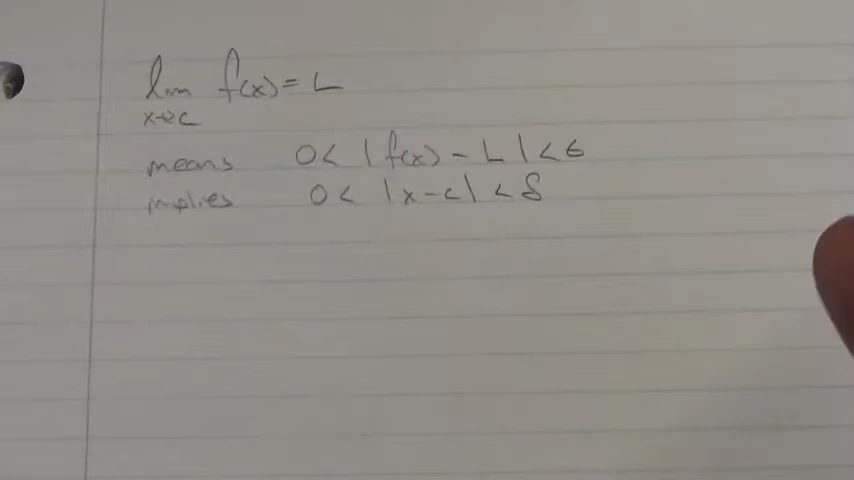 lim f(x) = L
x→c
means 0 < |f(x) - L| < ε
implies 0 < |x - c| < δ